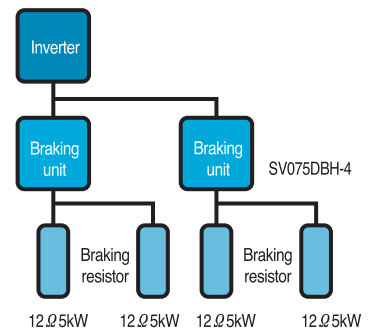 Inverter
Braking
unit
Braking
unit
SV075DBH-4
Braking
resistor
Braking
resistor
12Ω5kW
12Ω5kW
12Ω5kW
12Ω5kW